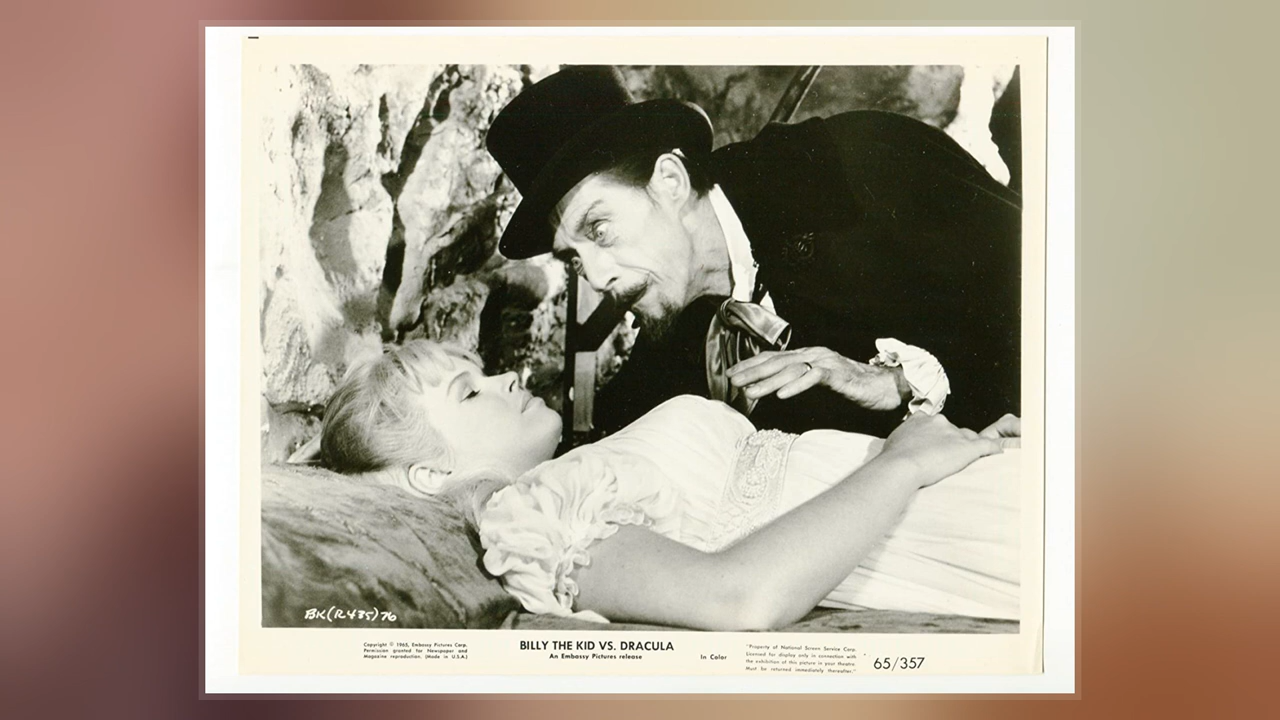 BK(R435)76
Copyright © 1965, Embassy Pictures Corp.
Permission granted for Newspaper and
Magazine reproduction. (Made in U.S.A.)
BILLY THE KID VS. DRACULA
An Embassy Pictures release
In Color
"Property of National Screen Service Corp.
Licensed for display only in connection with
the exhibition of this picture in your theatre.
Must be returned immediately thereafter."
65/357